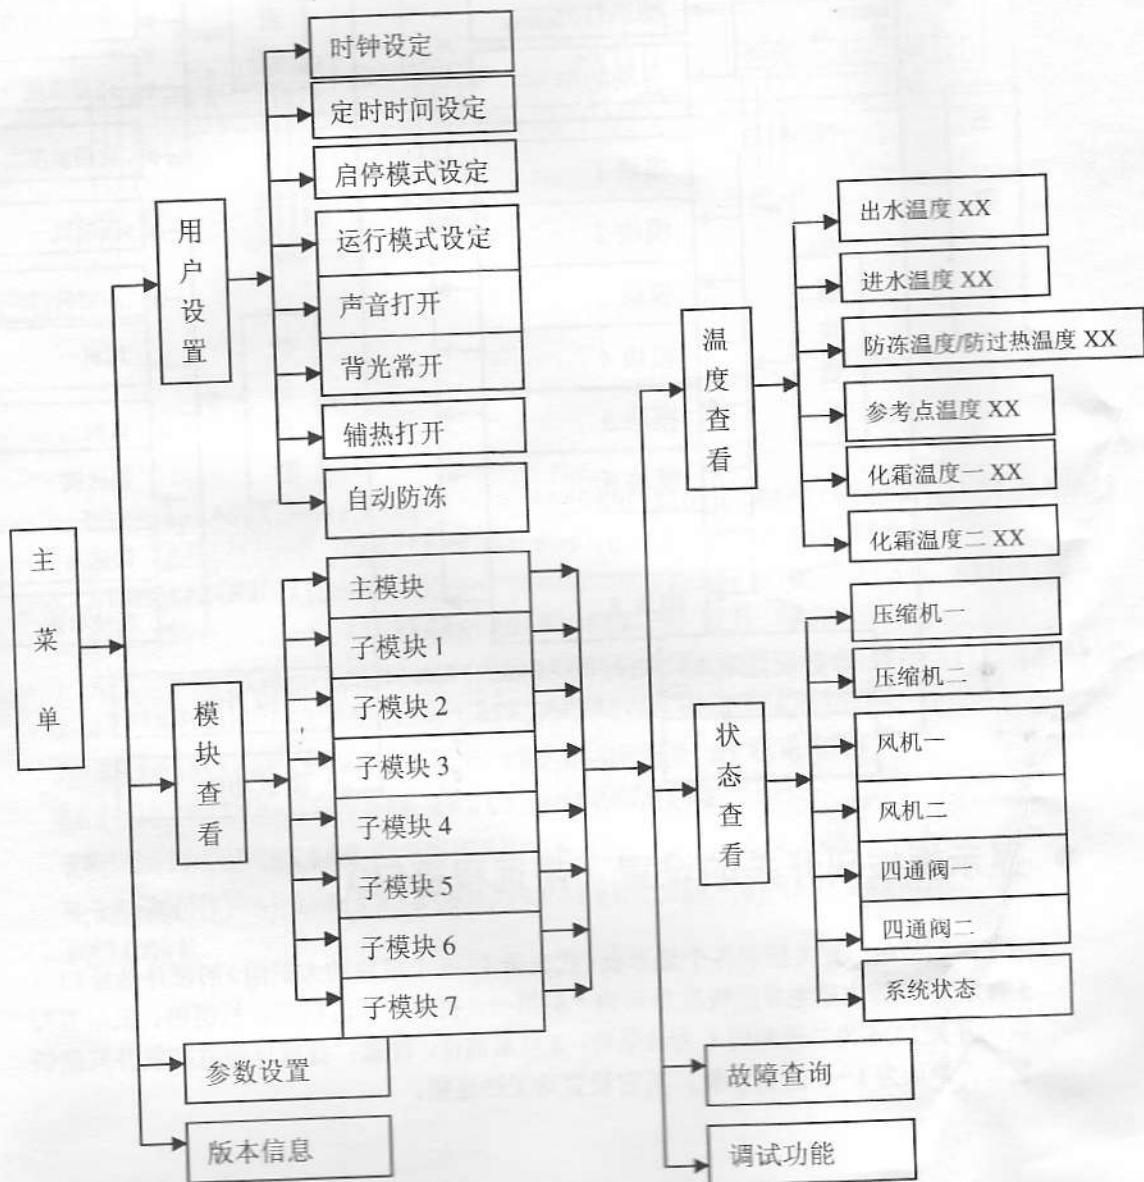 主菜单
用户设置
时钟设定
定时时间设定
启停模式设定
运行模式设定
声音打开
背光常开
辅热打开
自动防冻
模块查看
主模块
子模块1
子模块2
子模块3
子模块4
子模块5
子模块6
子模块7
参数设置
版本信息
温度查看
出水温度 XX
进水温度 XX
防冻温度/防过热温度 XX
参考点温度 XX
化霜温度一 XX
化霜温度二 XX
状态查看
压缩机一
压缩机二
风机一
风机二
四通阀一
四通阀二
系统状态
故障查询
调试功能